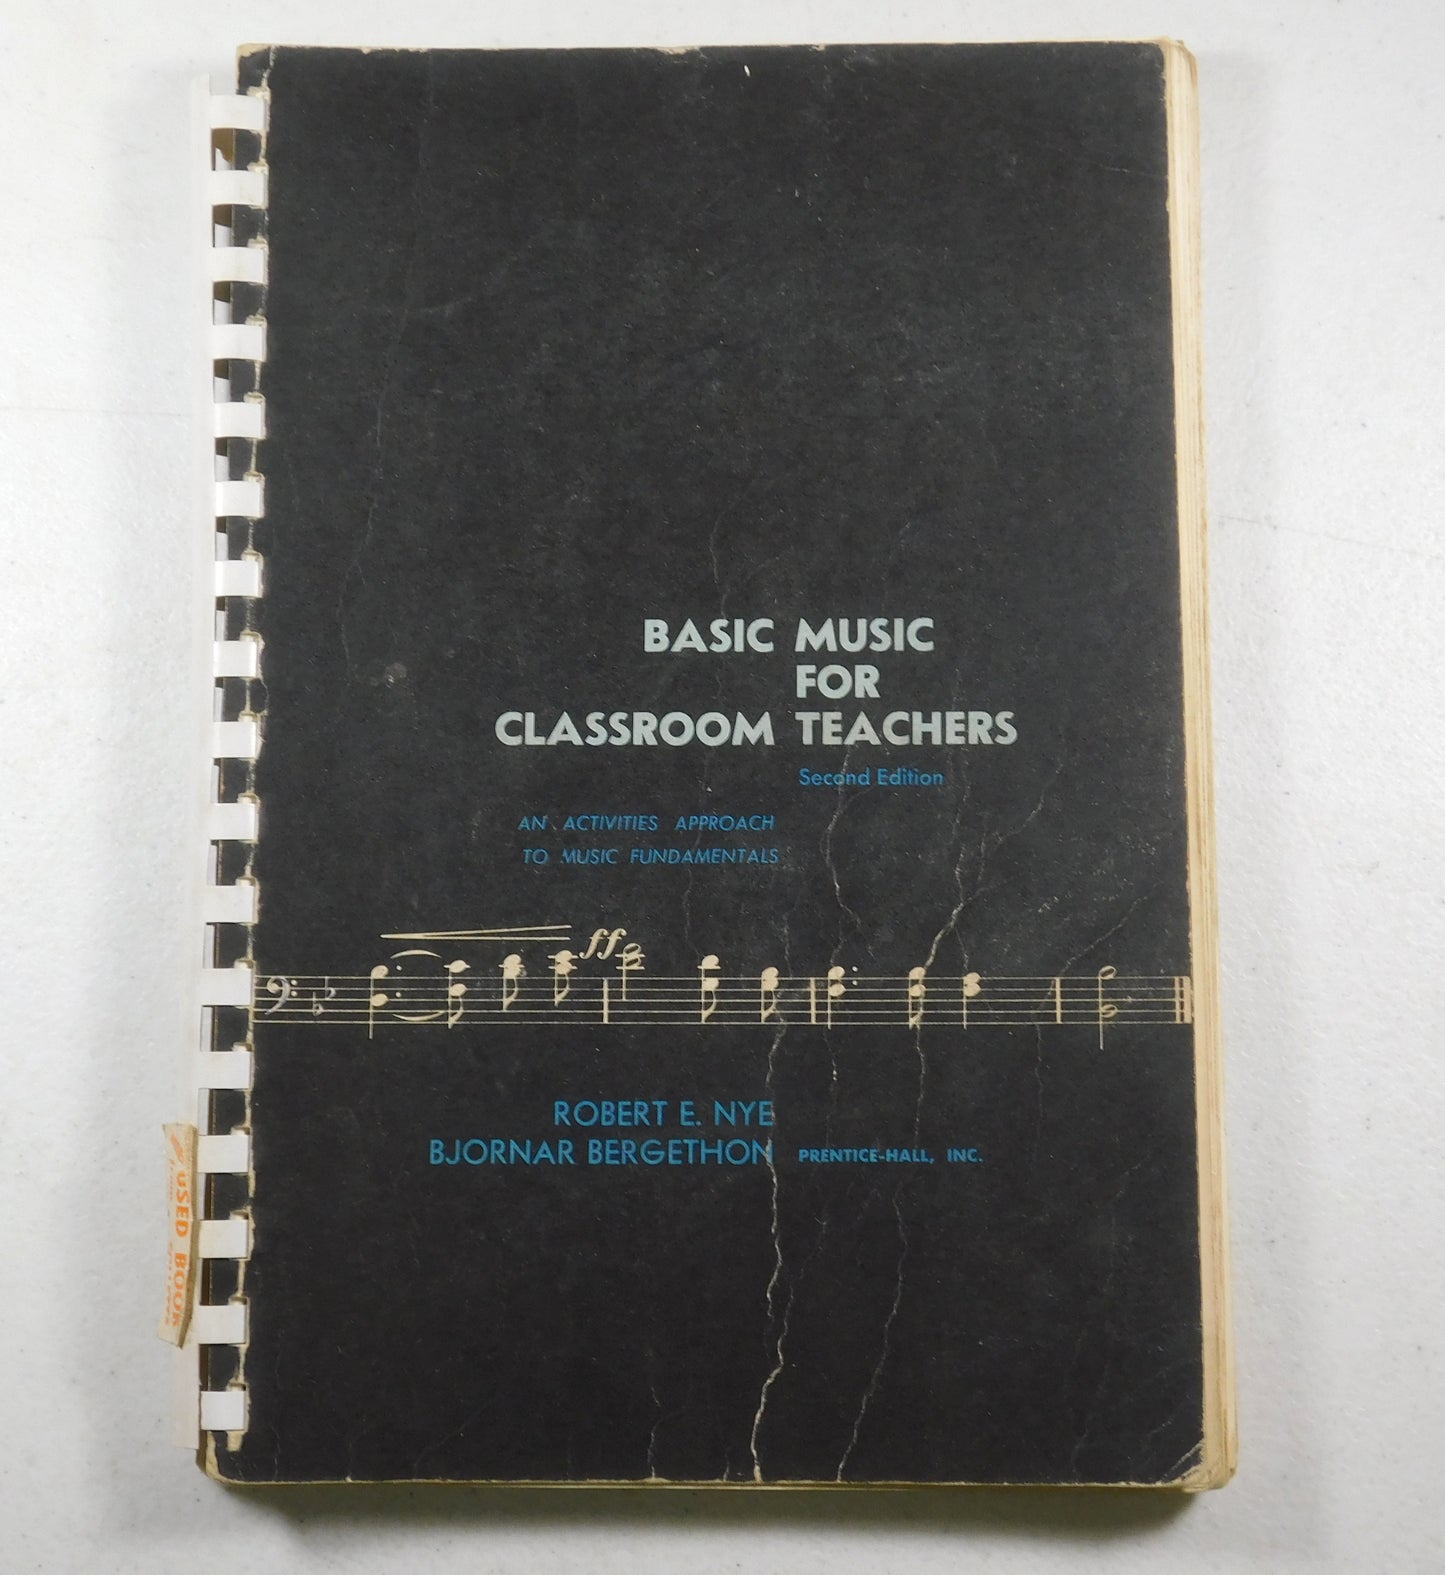 BASIC MUSIC
FOR
CLASSROOM TEACHERS
Second Edition
AN ACTIVITIES APPROACH
TO MUSIC FUNDAMENTALS
ff
ROBERT E. NYE
BJORNAR BERGETHON
PRENTICE-HALL, INC.
USED BOOK